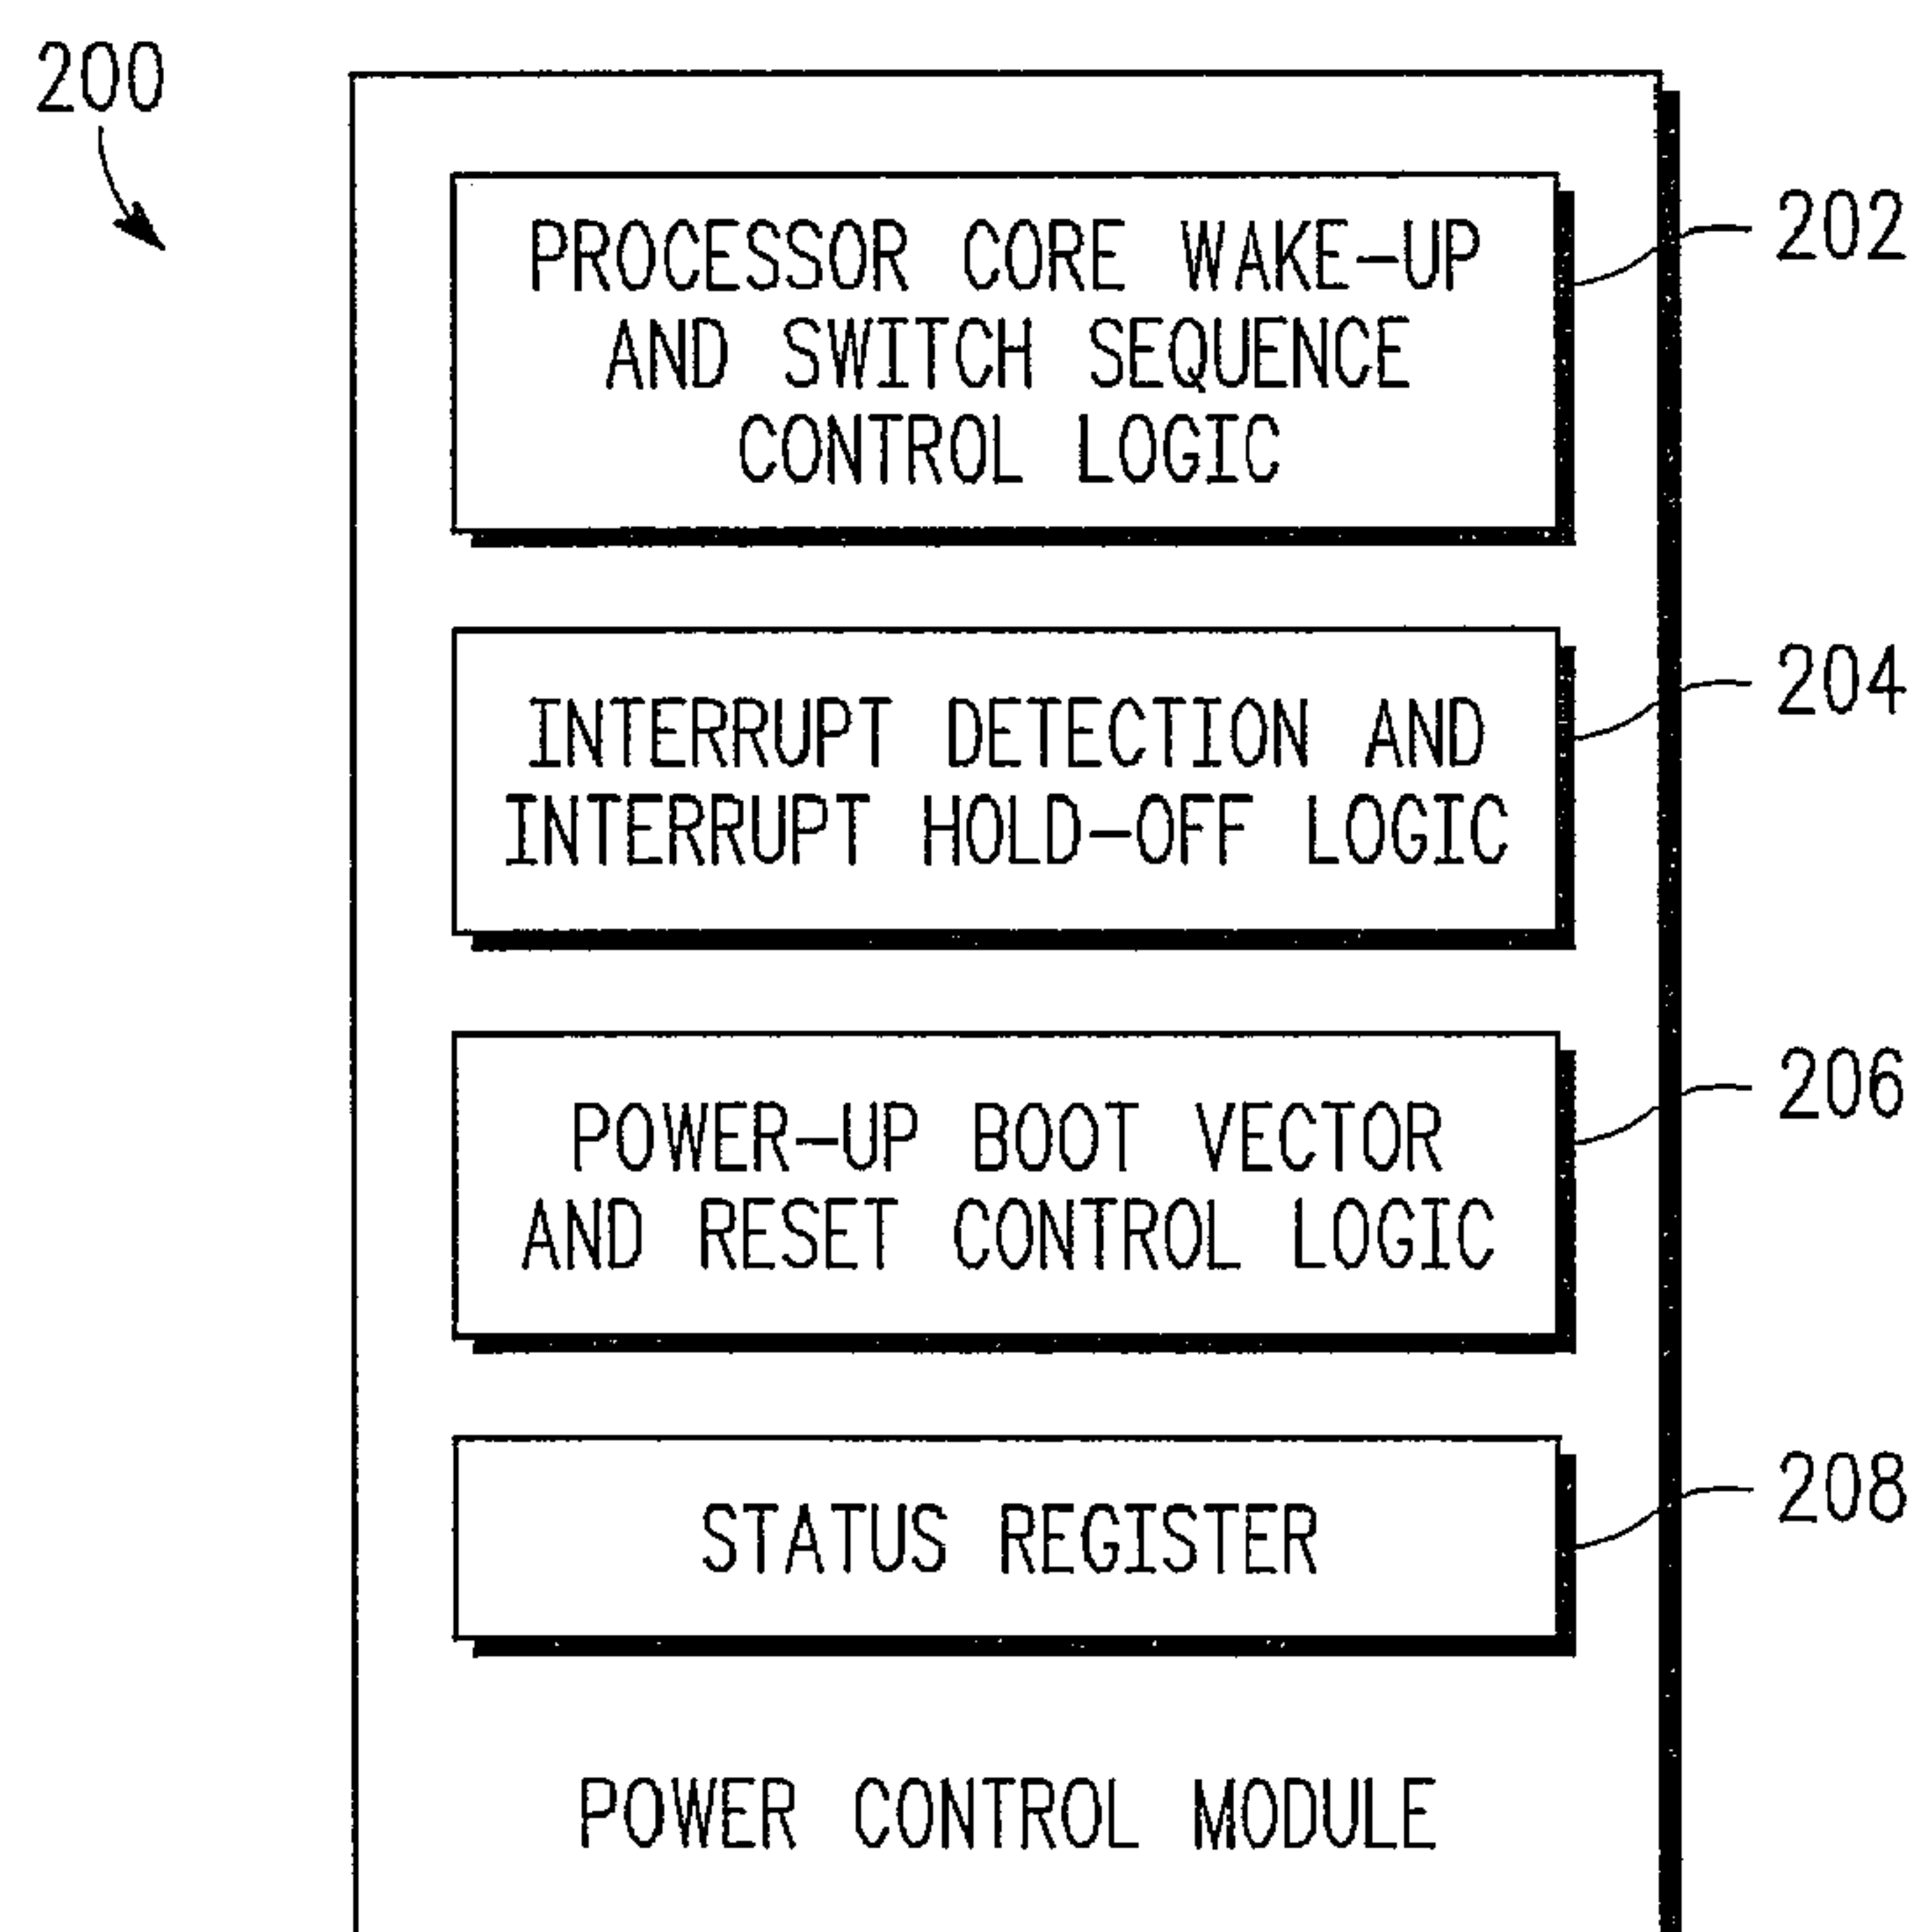 200
PROCESSOR CORE WAKE-UP
AND SWITCH SEQUENCE
CONTROL LOGIC
202
INTERRUPT DETECTION AND
INTERRUPT HOLD-OFF LOGIC
204
POWER-UP BOOT VECTOR
AND RESET CONTROL LOGIC
206
STATUS REGISTER
208
POWER CONTROL MODULE